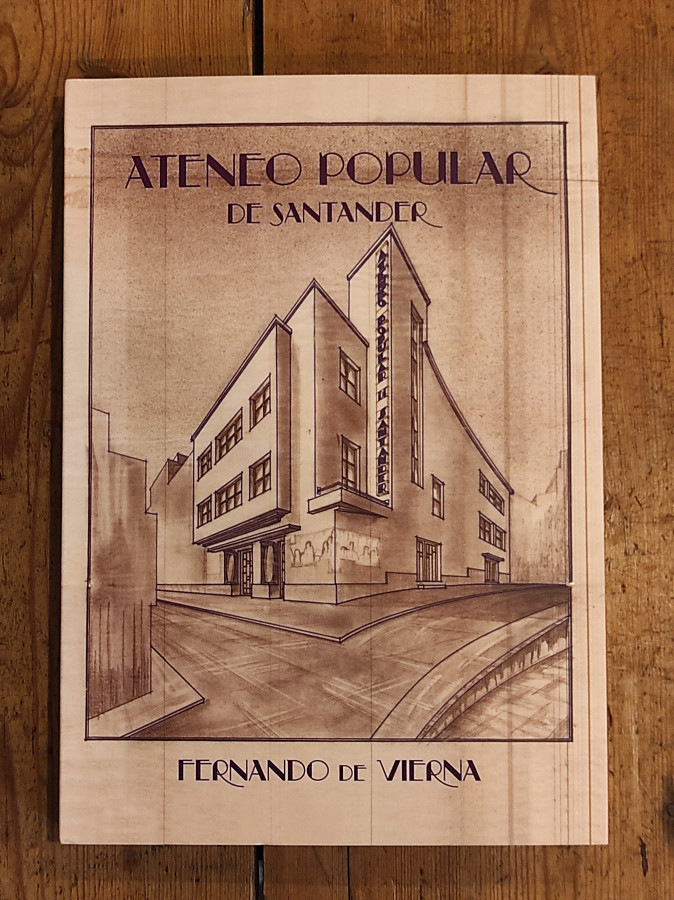 ATENEO POPULAR
DE SANTANDER
ATENEO POPULAR DE SANTANDER
FERNANDO DE VIERNA